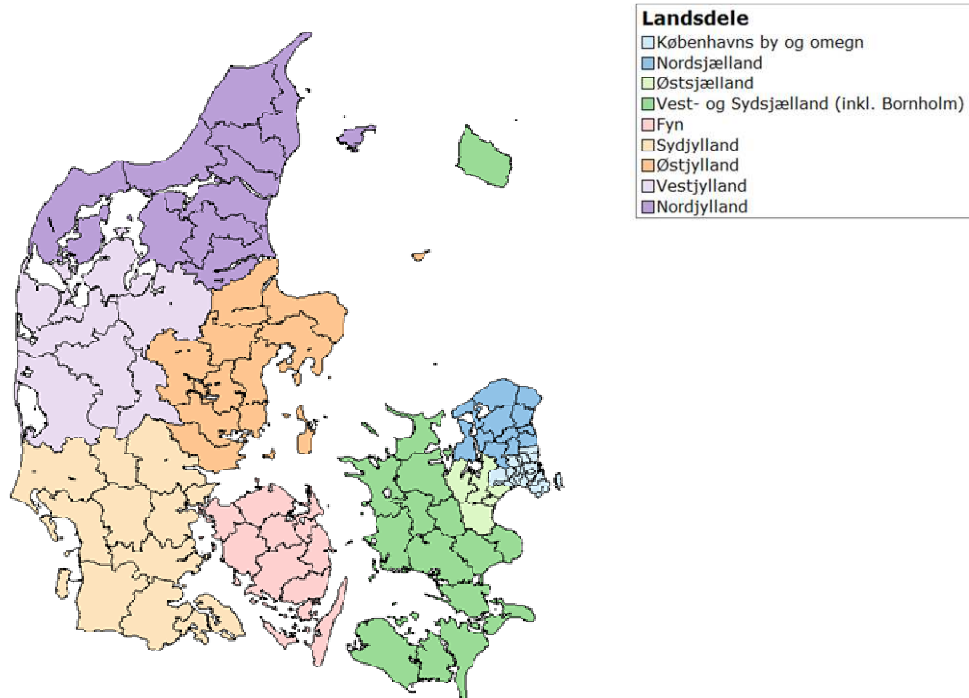 Landsdele
Københavns by og omegn
Nordsjælland
Østsjælland
Vest- og Sydsjælland (inkl. Bornholm)
Fyn
Sydjylland
Østjylland
Vestjylland
Nordjylland